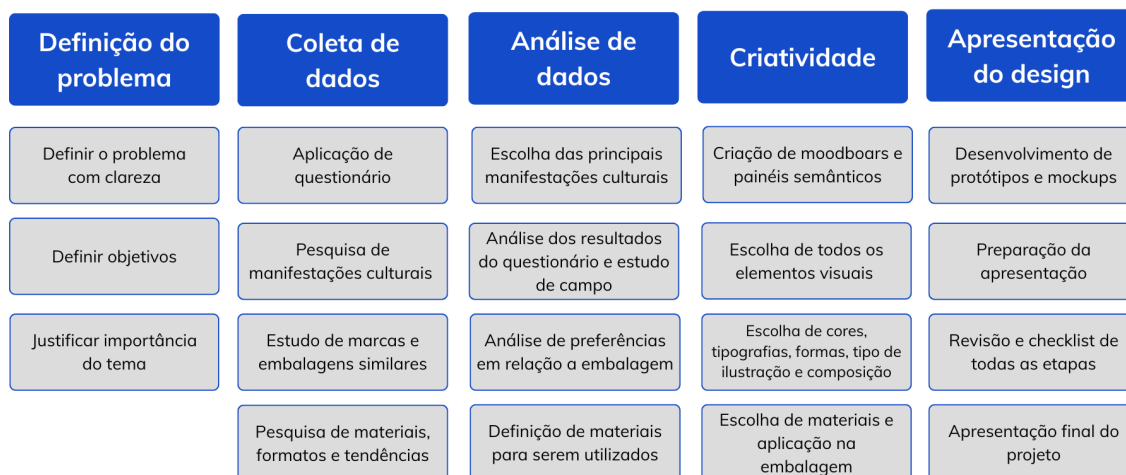 Definição do
problema
Definir o problema
com clareza
Definir objetivos
Justificar importância
do tema
Coleta de
dados
Aplicação de
questionário
Pesquisa de
manifestações culturais
Estudo de marcas e
embalagens similares
Pesquisa de materiais,
formatos e tendências
Análise de
dados
Escolha das principais
manifestações culturais
Análise dos resultados
do questionário e estudo
de campo
Análise de preferências
em relação a embalagem
Definição de materiais
para serem utilizados
Criatividade
Criação de moodboars e
painéis semânticos
Escolha de todos os
elementos visuais
Escolha de cores,
tipografias, formas, tipo de
ilustração e composição
Escolha de materiais e
aplicação na
embalagem
Apresentação
do design
Desenvolvimento de
protótipos e mockups
Preparação da
apresentação
Revisão e checklist de
todas as etapas
Apresentação final do
projeto